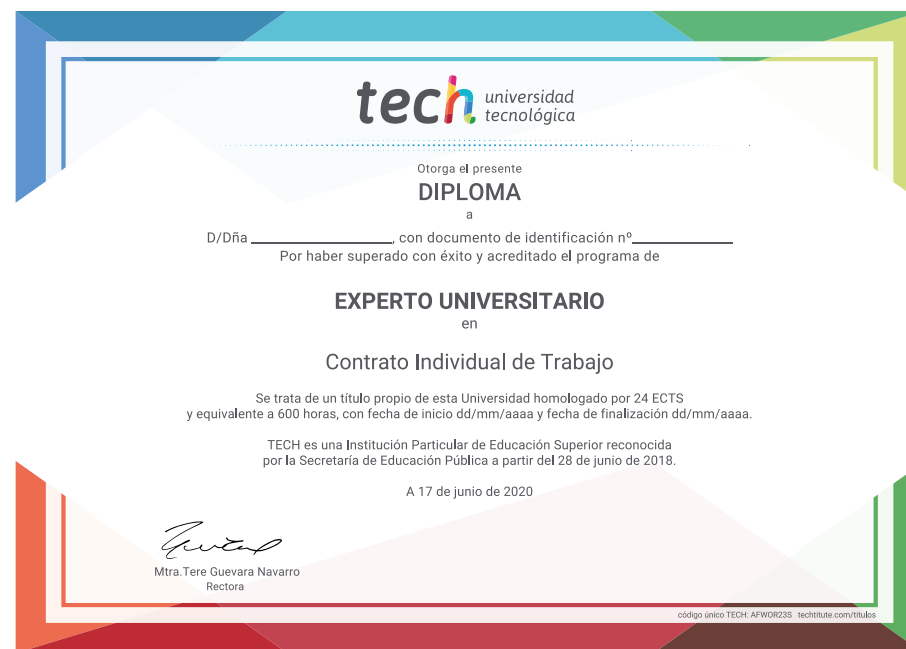 tech universidad
tecnológica
Otorga el presente
DIPLOMA
a
D/Dña ____________________, con documento de identificación nº______________
Por haber superado con éxito y acreditado el programa de
EXPERTO UNIVERSITARIO
en
Contrato Individual de Trabajo
Se trata de un título propio de esta Universidad homologado por 24 ECTS
y equivalente a 600 horas, con fecha de inicio dd/mm/aaaa y fecha de finalización dd/mm/aaaa.
TECH es una Institución Particular de Educación Superior reconocida
por la Secretaría de Educación Pública a partir del 28 de junio de 2018.
A 17 de junio de 2020
Mtra.Tere Guevara Navarro
Rectora
código único TECH: AFWOR23S techtitute.com/titulos